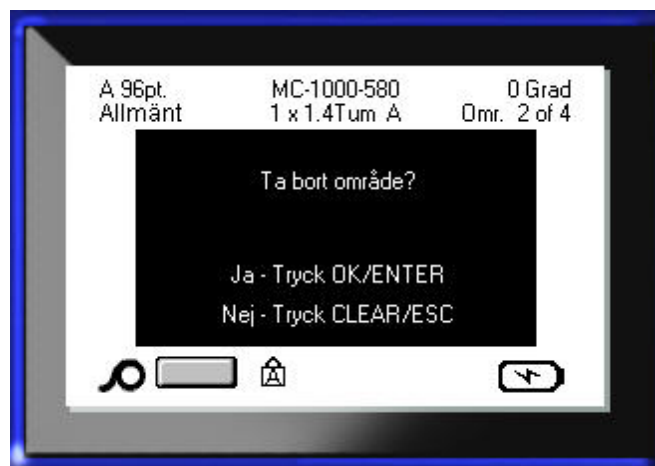 A 96pt. MC-1000-580 0 Grad
Allmänt 1 x 1.4Tum A Omr. 2 of 4
Ta bort område?
Ja - Tryck OK/ENTER
Nej - Tryck CLEAR/ESC
A